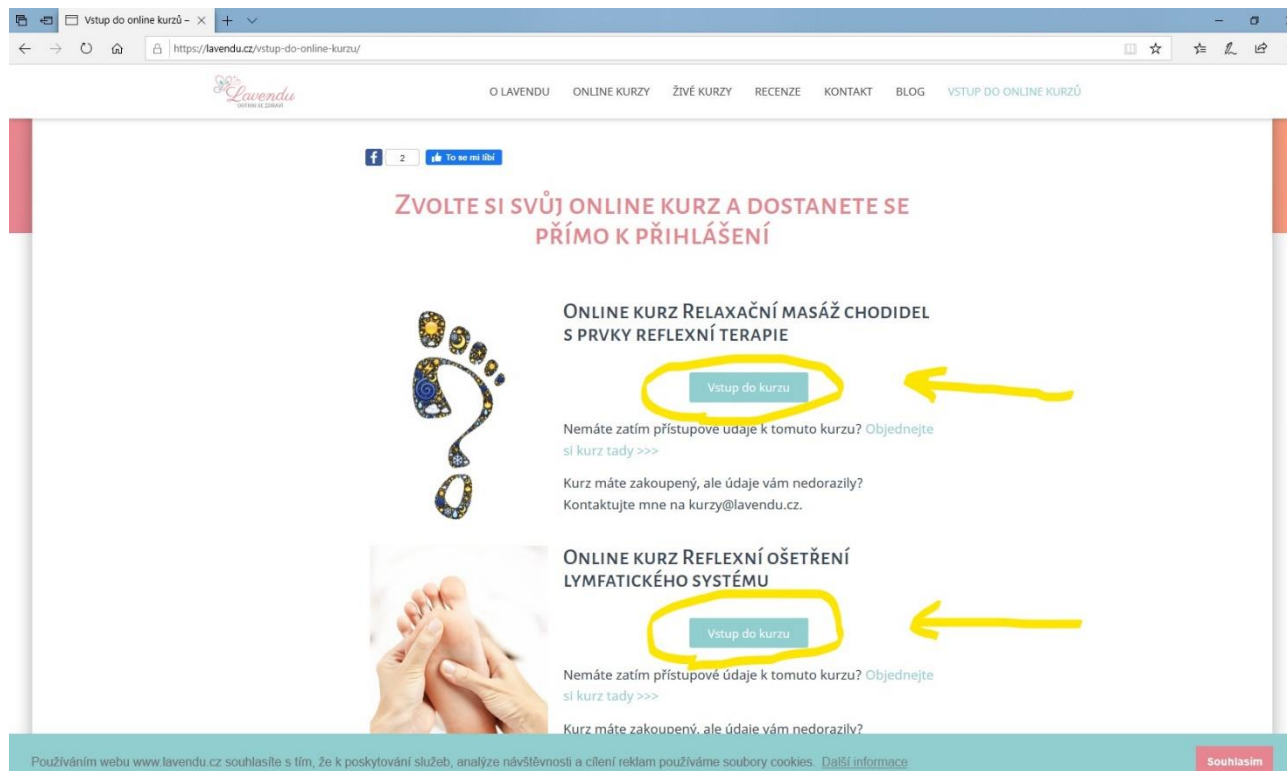 Vstup do online kurzů –
https://lavendu.cz/vstup-do-online-kurzu/
Lavendu
O LAVENDU ONLINE KURZY ŽIVÉ KURZY RECENZE KONTAKT BLOG VSTUP DO ONLINE KURZŮ
2 To se mi líbí
ZVOLTE SI SVŮJ ONLINE KURZ A DOSTANETE SE
PŘÍMO K PŘIHLÁŠENÍ
ONLINE KURZ RELAXAČNÍ MASÁŽ CHODIDEL
S PRVKY REFLEXNÍ TERAPIE
Vstup do kurzu
Nemáte zatím přístupové údaje k tomuto kurzu? Objednejte
si kurz tady >>>
Kurz máte zakoupený, ale údaje vám nedorazily?
Kontaktujte mne na kurzy@lavendu.cz.
ONLINE KURZ REFLEXNÍ OŠETŘENÍ
LYMFATICKÉHO SYSTÉMU
Vstup do kurzu
Nemáte zatím přístupové údaje k tomuto kurzu? Objednejte
si kurz tady >>>
Kurz máte zakoupený, ale údaje vám nedorazily?
Používáním webu www.lavendu.cz souhlasíte s tím, že k poskytování služeb, analýze návštěvnosti a cílení reklam používáme soubory cookies. Další informace
Souhlasím